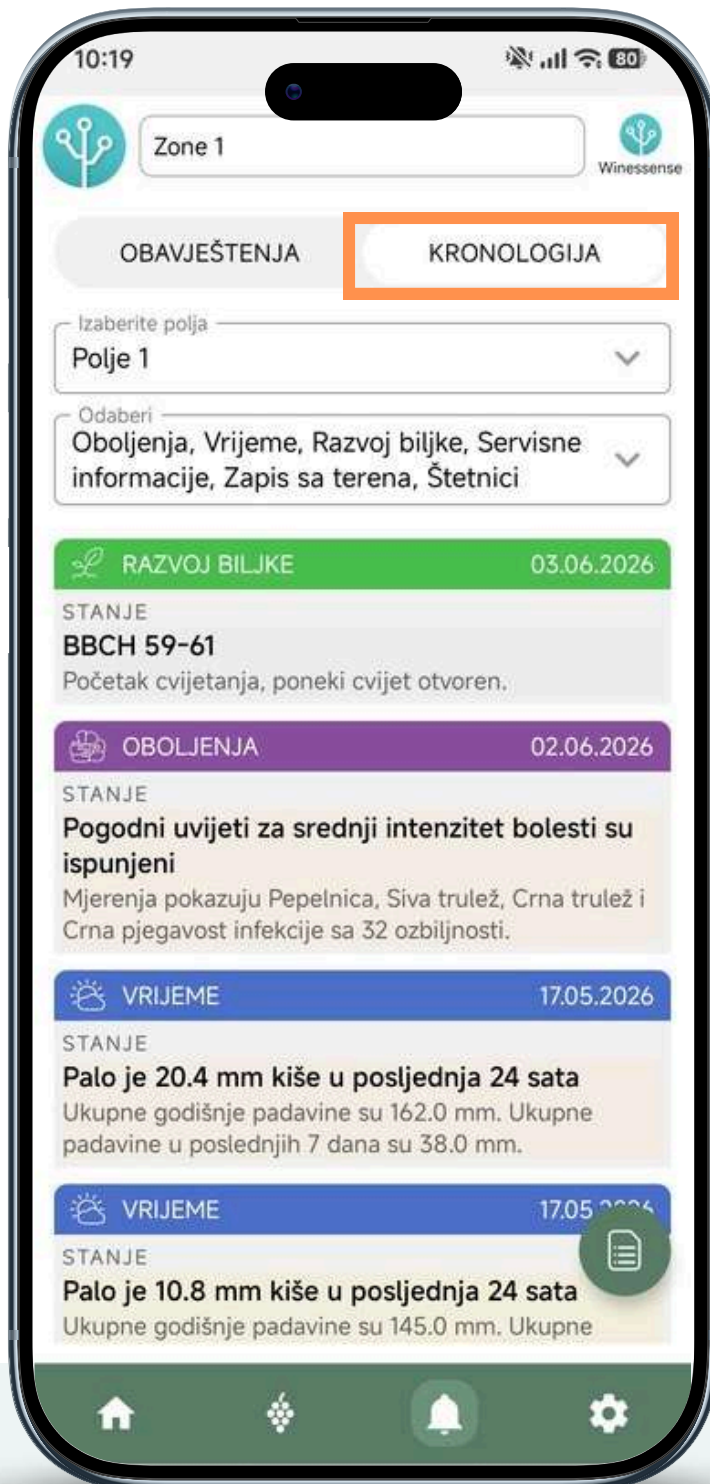 10:19
80
Zone 1
Winessense
OBAVJEŠTENJA
KRONOLOGIJA
Izaberite polja
Polje 1
Odaberi
Oboljenja, Vrijeme, Razvoj biljke, Servisne
informacije, Zapis sa terena, Štetnici
RAZVOJ BILJKE 03.06.2026
STANJE
BBCH 59-61
Početak cvijetanja, poneki cvijet otvoren.
OBOLJENJA 02.06.2026
STANJE
Pogodni uvijeti za srednji intenzitet bolesti su
ispunjeni
Mjerenja pokazuju Pepelnica, Siva trulež, Crna trulež i
Crna pjegavost infekcije sa 32 ozbiljnosti.
VRIJEME 17.05.2026
STANJE
Palo je 20.4 mm kiše u posljednja 24 sata
Ukupne godišnje padavine su 162.0 mm. Ukupne
padavine u poslednjih 7 dana su 38.0 mm.
VRIJEME 17.05
STANJE
Palo je 10.8 mm kiše u posljednja 24 sata
Ukupne godišnje padavine su 145.0 mm. Ukupne